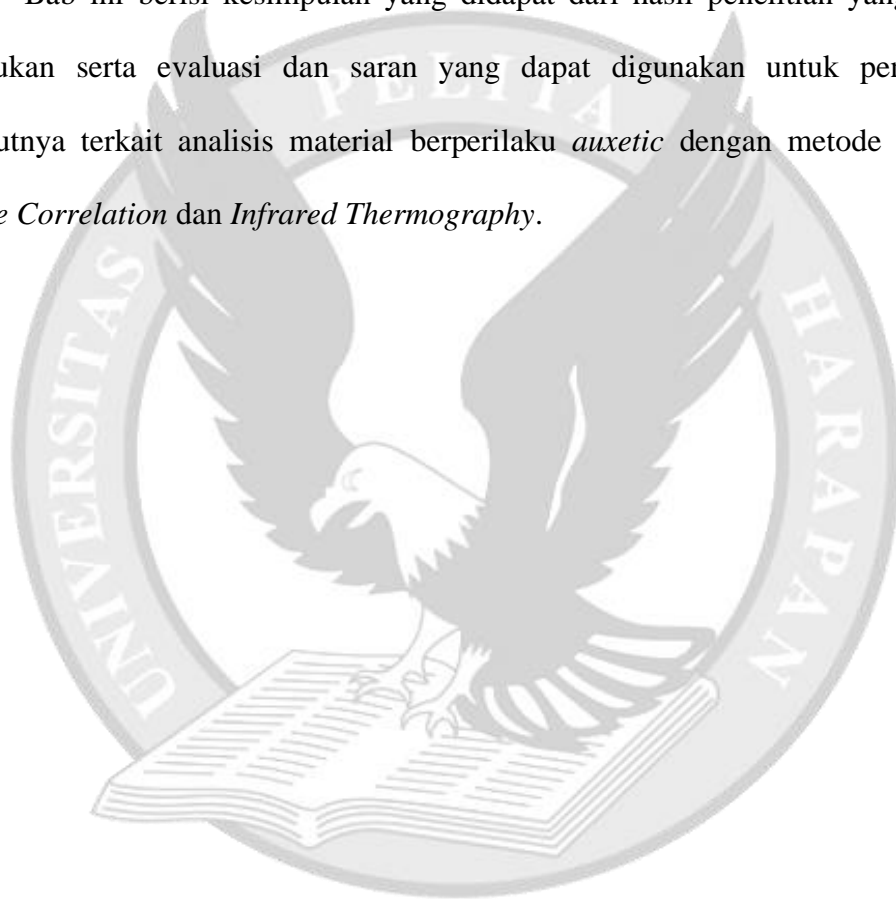 Bab ini berisi kesimpulan yang didapat dari hasil penelitian yang
ukan serta evaluasi dan saran yang dapat digunakan untuk per
utnya terkait analisis material berperilaku auxetic dengan metode
e Correlation dan Infrared Thermography.
UNIVERSITAS PELITA HARAPAN